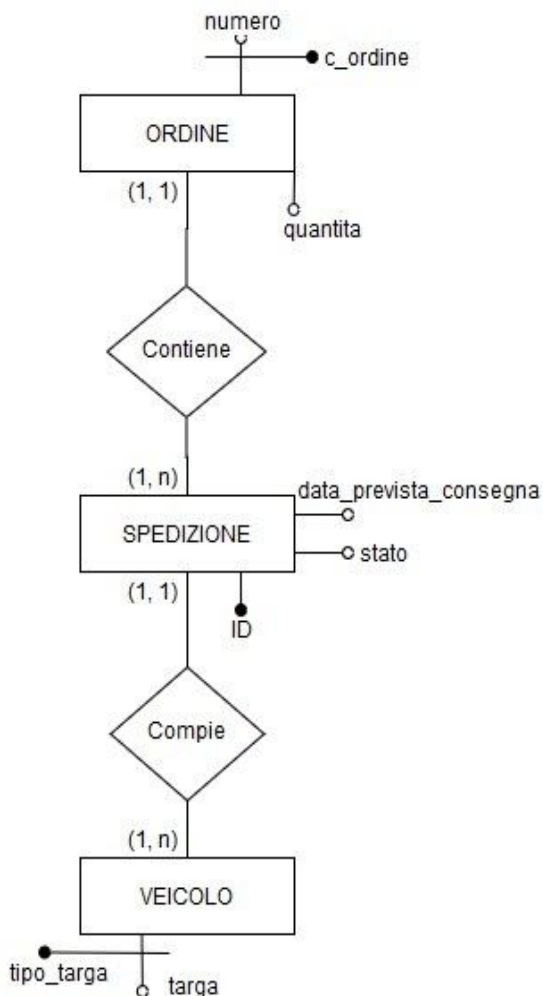 numero
c_ordine
ORDINE
(1, 1)
quantita
Contiene
(1, n)
data_prevista_consegna
SPEDIZIONE
stato
(1, 1)
ID
Compie
(1, n)
VEICOLO
tipo_targa
targa